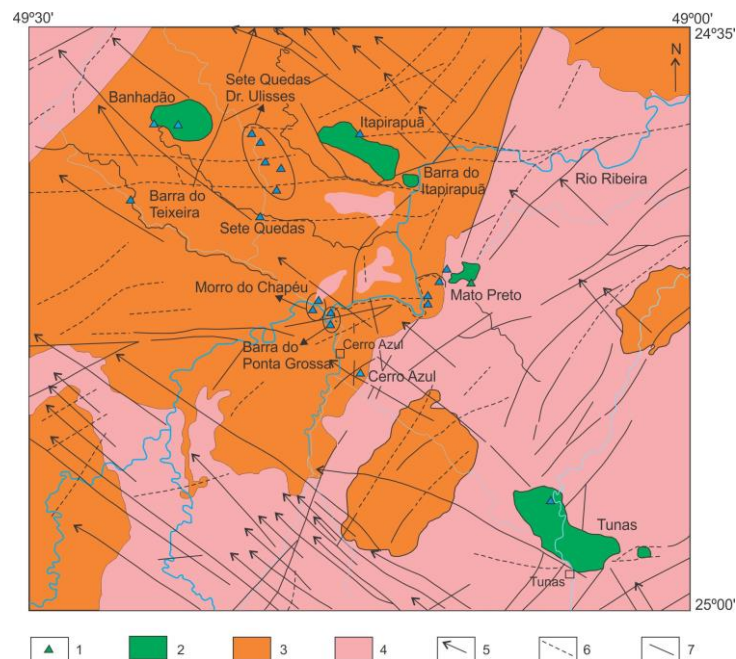 49º30'
49º00'
24º35'
N
Sete Quedas
Dr. Ulisses
Banhadão
Itapirapuã
Barra do
Itapirapuã
Rio Ribeira
Barra do
Teixeira
Sete Quedas
Morro do Chapéu
Mato Preto
Barra do
Ponta Grossa
Cerro Azul
Cerro Azul
Tunas
Tunas
25º00'
1 2 3 4 5 6 7